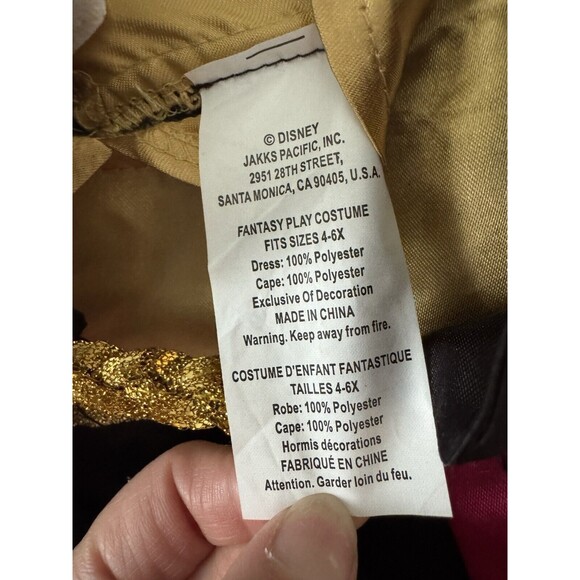 © DISNEY
JAKKS PACIFIC, INC.
2951 28TH STREET,
SANTA MONICA, CA 90405, U.S.A.
FANTASY PLAY COSTUME
FITS SIZES 4-6X
Dress: 100% Polyester
Cape: 100% Polyester
Exclusive Of Decoration
MADE IN CHINA
Warning. Keep away from fire.
COSTUME D'ENFANT FANTASTIQUE
TAILLES 4-6X
Robe: 100% Polyester
Cape: 100% Polyester
Hormis décorations
FABRIQUÉ EN CHINE
Attention. Garder loin du feu.